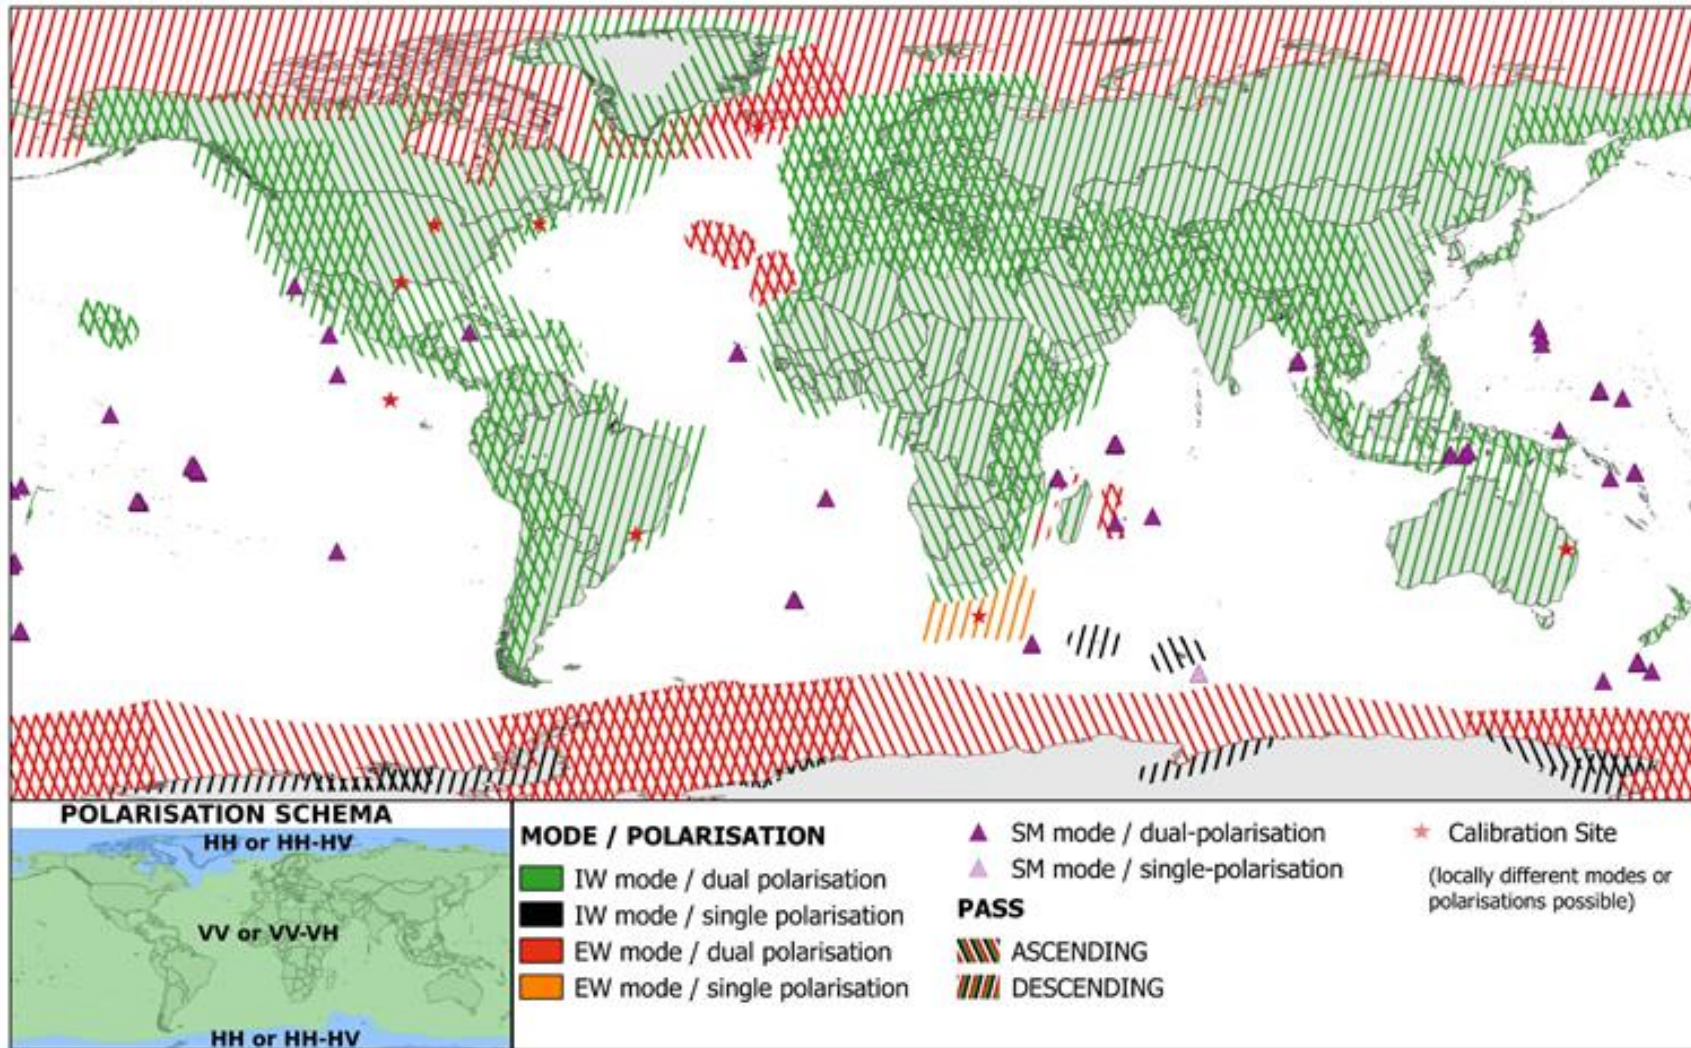 POLARISATION SCHEMA
HH or HH-HV
VV or VV-VH
HH or HH-HV
MODE / POLARISATION
IW mode / dual polarisation
IW mode / single polarisation
EW mode / dual polarisation
EW mode / single polarisation
SM mode / dual-polarisation
SM mode / single-polarisation
PASS
ASCENDING
DESCENDING
Calibration Site
(locally different modes or
polarisations possible)